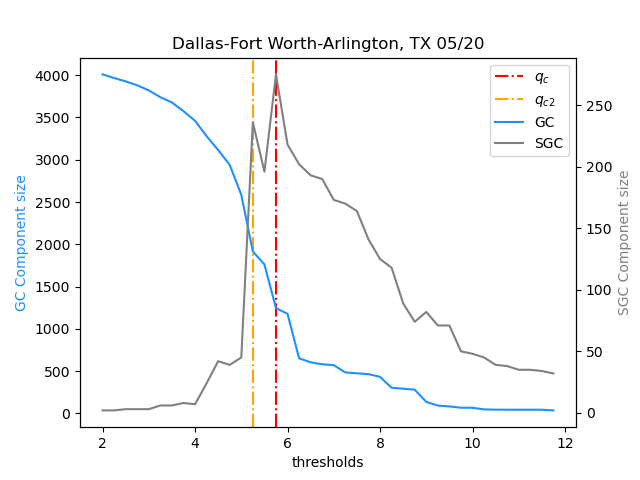 Dallas-Fort Worth-Arlington, TX 05/20
4000
3500
3000
2500
2000
1500
1000
500
0
GC Component size
250
200
150
100
50
0
SGC Component size
q_c
q_c2
GC
SGC
2 4 6 8 10 12
thresholds